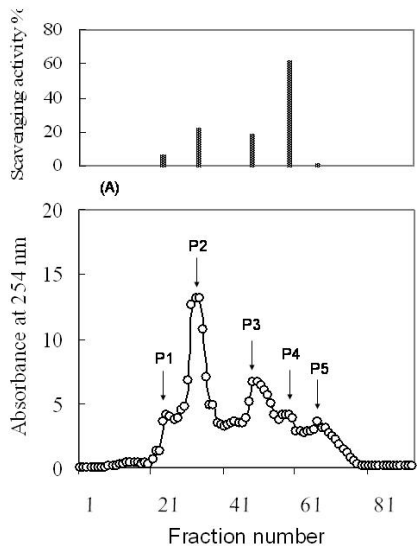 Scavenging activity %
80
60
40
20
0
(A)
Absorbance at 254 nm
20
15
10
5
0
P1
P2
P3
P4
P5
1 21 41 61 81
Fraction number